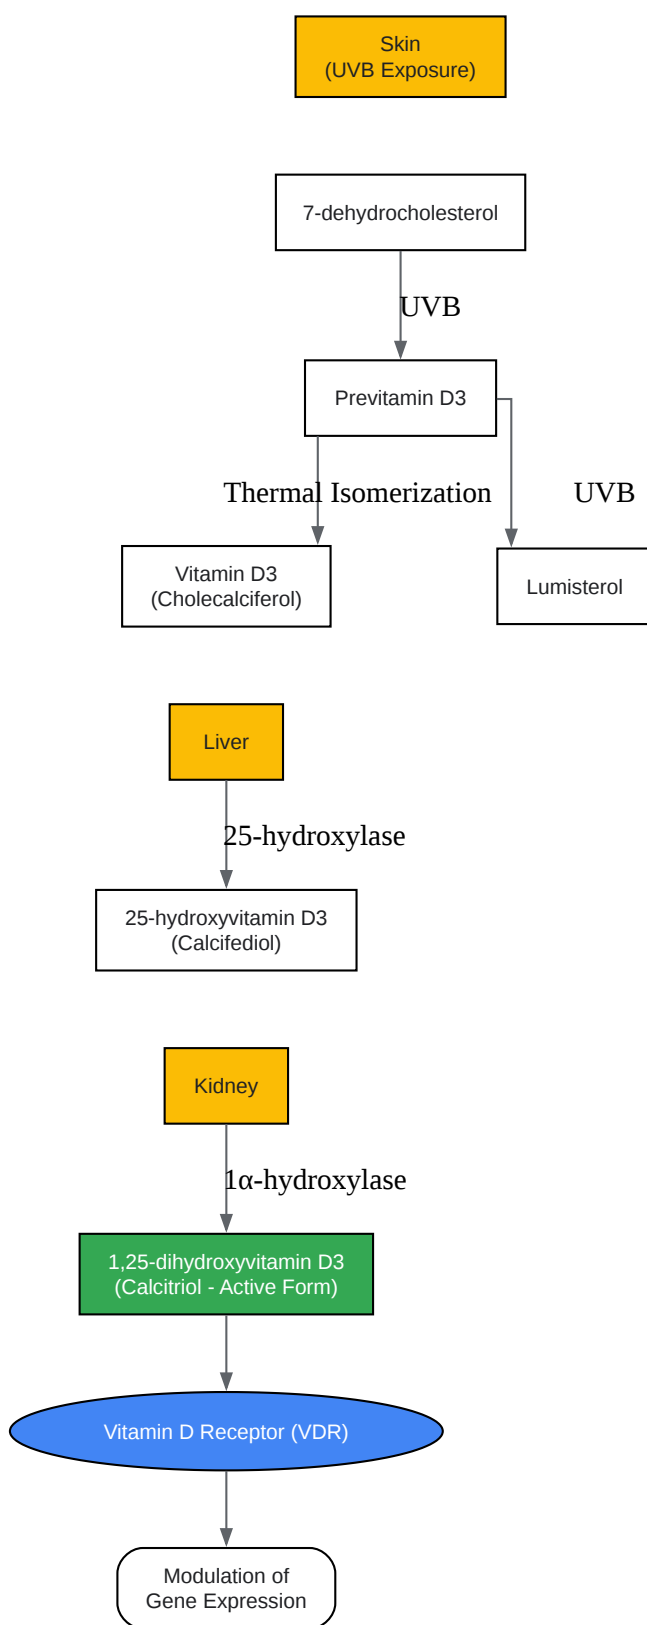 Skin
(UVB Exposure)
7-dehydrocholesterol
UVB
Previtamin D3
Thermal Isomerization
UVB
Vitamin D3
(Cholecalciferol)
Lumisterol
Liver
25-hydroxylase
25-hydroxyvitamin D3
(Calcifediol)
Kidney
1α-hydroxylase
1,25-dihydroxyvitamin D3
(Calcitriol - Active Form)
Vitamin D Receptor (VDR)
Modulation of
Gene Expression